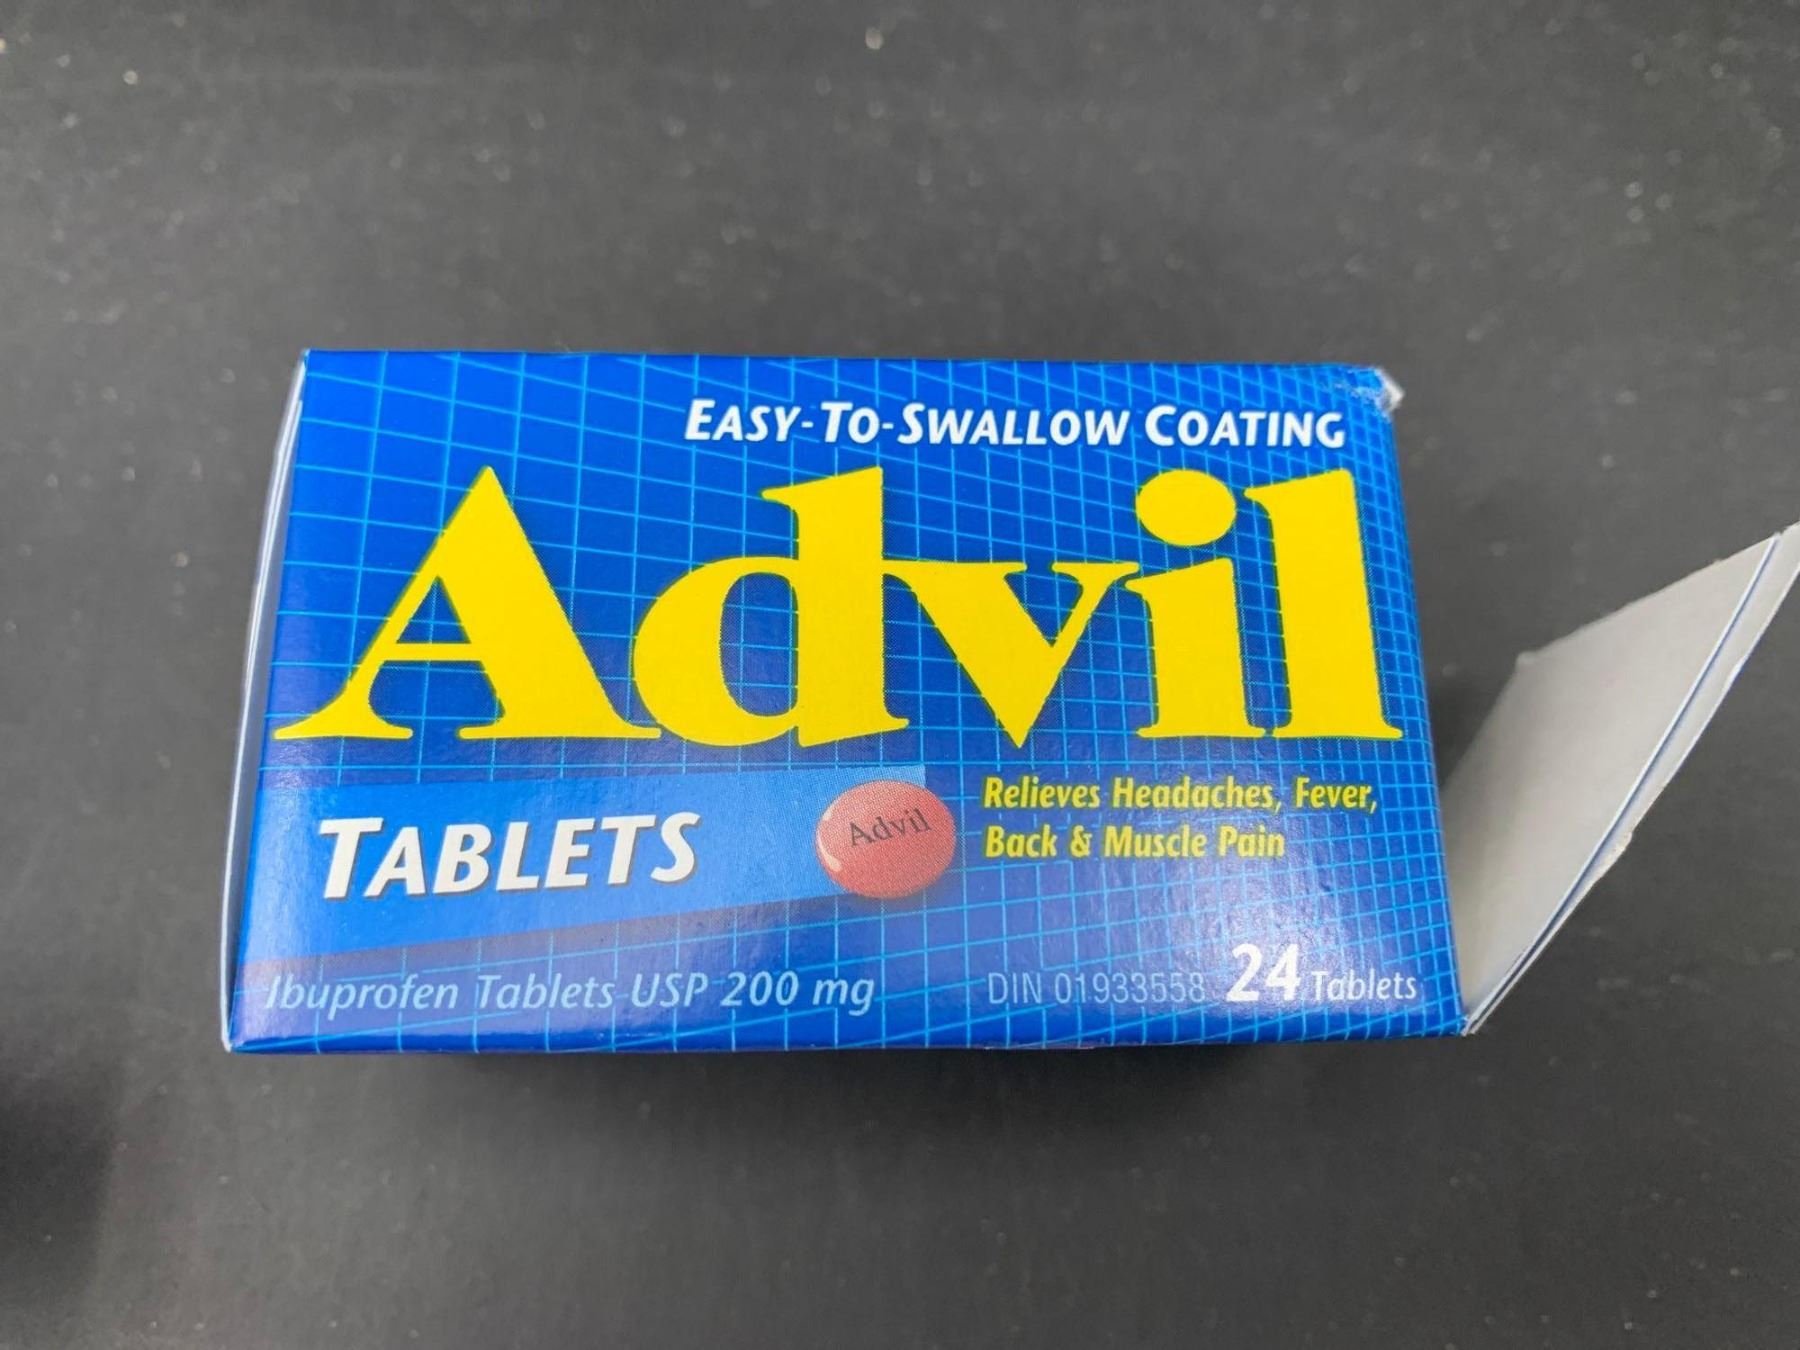 EASY-TO-SWALLOW COATING
Advil
TABLETS
Advil
Relieves Headaches, Fever,
Back & Muscle Pain
Ibuprofen Tablets USP 200 mg
DIN 01933558 24 Tablets